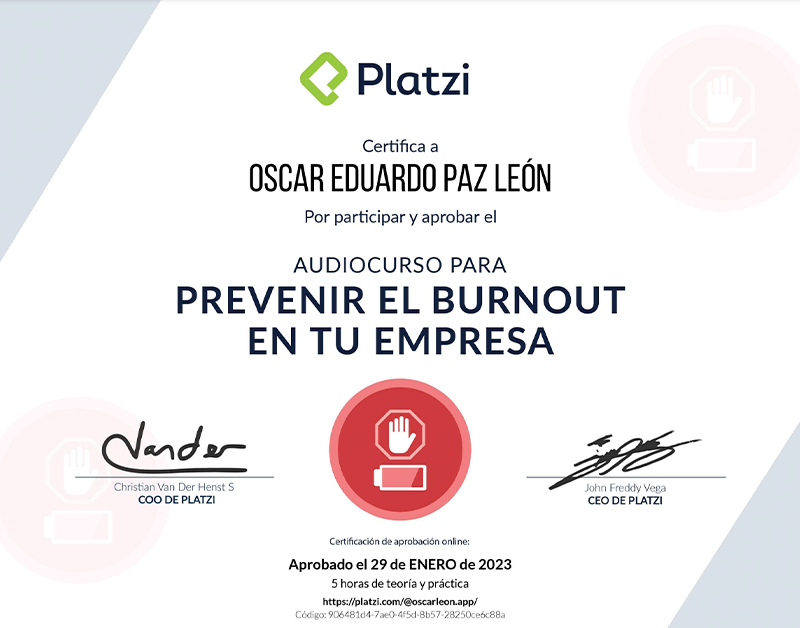 Platzi
Certifica a
OSCAR EDUARDO PAZ LEÓN
Por participar y aprobar el
AUDIOCURSO PARA
PREVENIR EL BURNOUT
EN TU EMPRESA
Vander
Christian Van Der Henst S
COO DE PLATZI
John Freddy Vega
CEO DE PLATZI
Certificación de aprobación online:
Aprobado el 29 de ENERO de 2023
5 horas de teoría y práctica
https://platzi.com/@oscarleon.app/
Código: 906481d4-7ae0-4f5d-8b57-28250ce6c88a